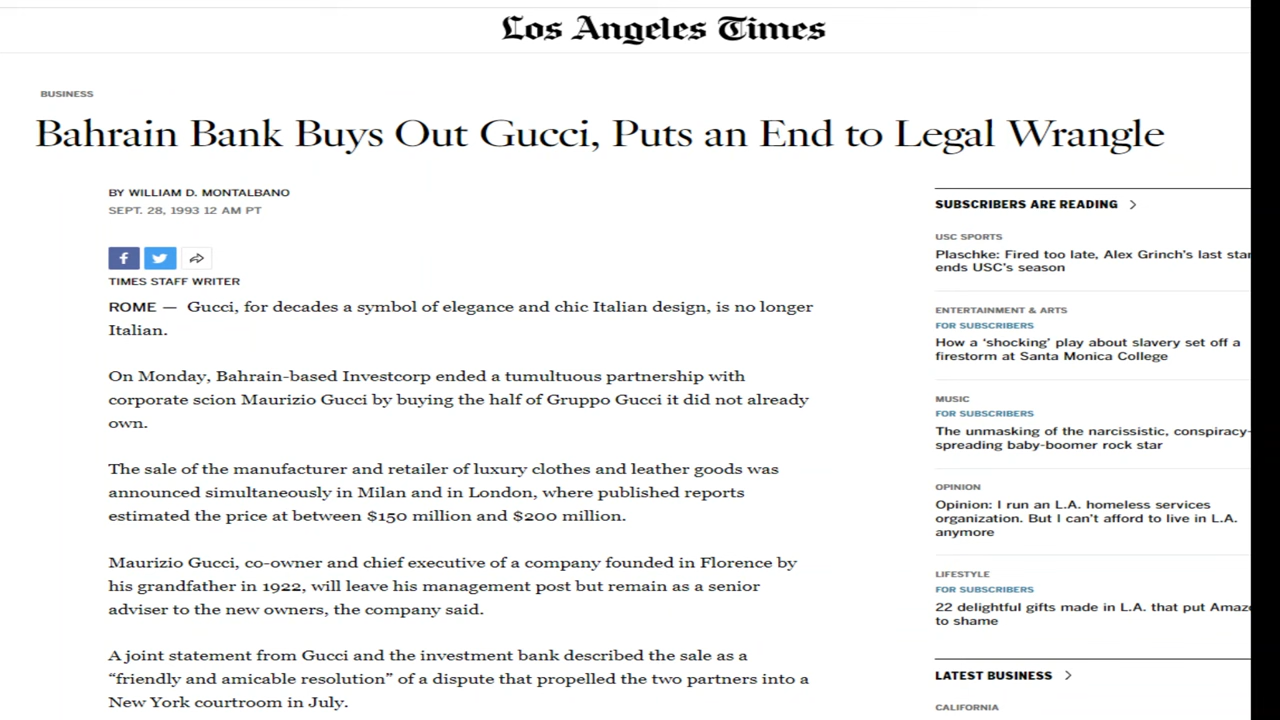 Los Angeles Times
BUSINESS
Bahrain Bank Buys Out Gucci, Puts an End to Legal Wrangle
BY WILLIAM D. MONTALBANO
SEPT. 28, 1993 12 AM PT
TIMES STAFF WRITER
ROME — Gucci, for decades a symbol of elegance and chic Italian design, is no longer
Italian.
On Monday, Bahrain-based Investcorp ended a tumultuous partnership with
corporate scion Maurizio Gucci by buying the half of Gruppo Gucci it did not already
own.
The sale of the manufacturer and retailer of luxury clothes and leather goods was
announced simultaneously in Milan and in London, where published reports
estimated the price at between $150 million and $200 million.
Maurizio Gucci, co-owner and chief executive of a company founded in Florence by
his grandfather in 1922, will leave his management post but remain as a senior
adviser to the new owners, the company said.
A joint statement from Gucci and the investment bank described the sale as a
“friendly and amicable resolution” of a dispute that propelled the two partners into a
New York courtroom in July.
SUBSCRIBERS ARE READING
USC SPORTS
Plaschke: Fired too late, Alex Grinch’s last
ends USC’s season
ENTERTAINMENT & ARTS
FOR SUBSCRIBERS
How a ‘shocking’ play about slavery set off a
firestorm at Santa Monica College
MUSIC
FOR SUBSCRIBERS
The unmasking of the narcissistic, conspiracy-
spreading baby-boomer rock star
OPINION
Opinion: I run an L.A. homeless services
organization. But I can’t afford to live in L.A.
anymore
LIFESTYLE
FOR SUBSCRIBERS
22 delightful gifts made in L.A. that put
to shame
LATEST BUSINESS
CALIFORNIA